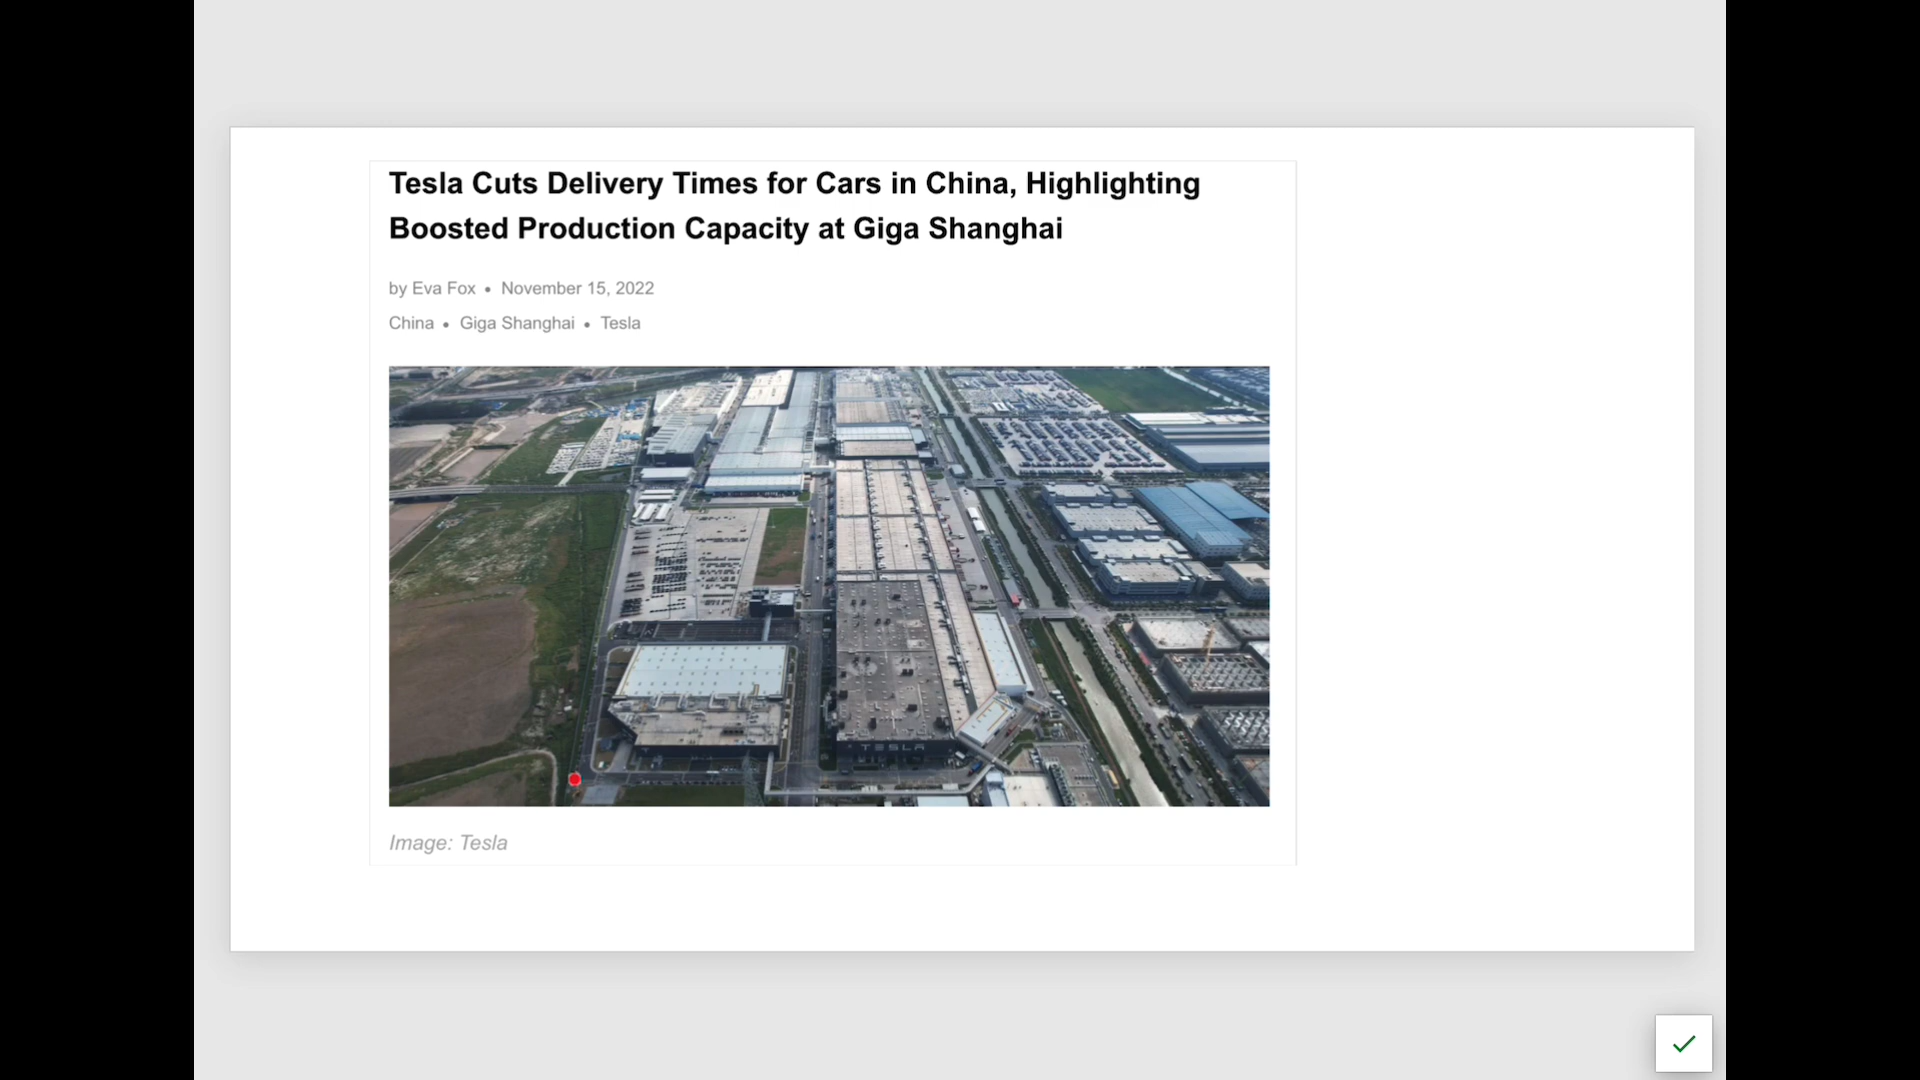 Tesla Cuts Delivery Times for Cars in China, Highlighting
Boosted Production Capacity at Giga Shanghai
by Eva Fox • November 15, 2022
China • Giga Shanghai • Tesla
TESLA
Image: Tesla